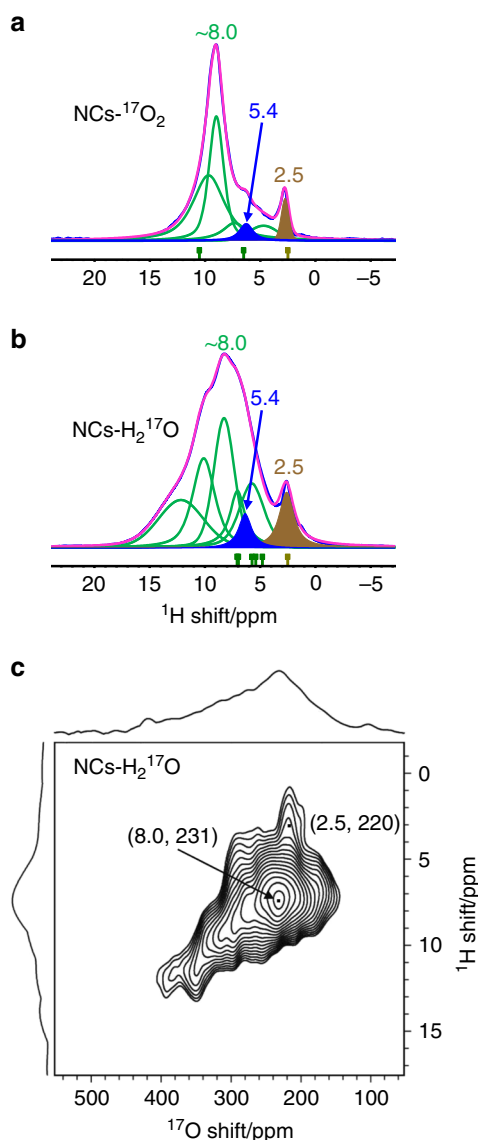 a
~8.0
NCs-¹⁷O₂
5.4
2.5
20 15 10 5 0 –5
b
~8.0
5.4
NCs-H₂¹⁷O
2.5
20 15 10 5 0 –5
¹H shift/ppm
c
NCs-H₂¹⁷O
0
(8.0, 231)
(2.5, 220)
5
10
15
¹H shift/ppm
500 400 300 200 100
¹⁷O shift/ppm